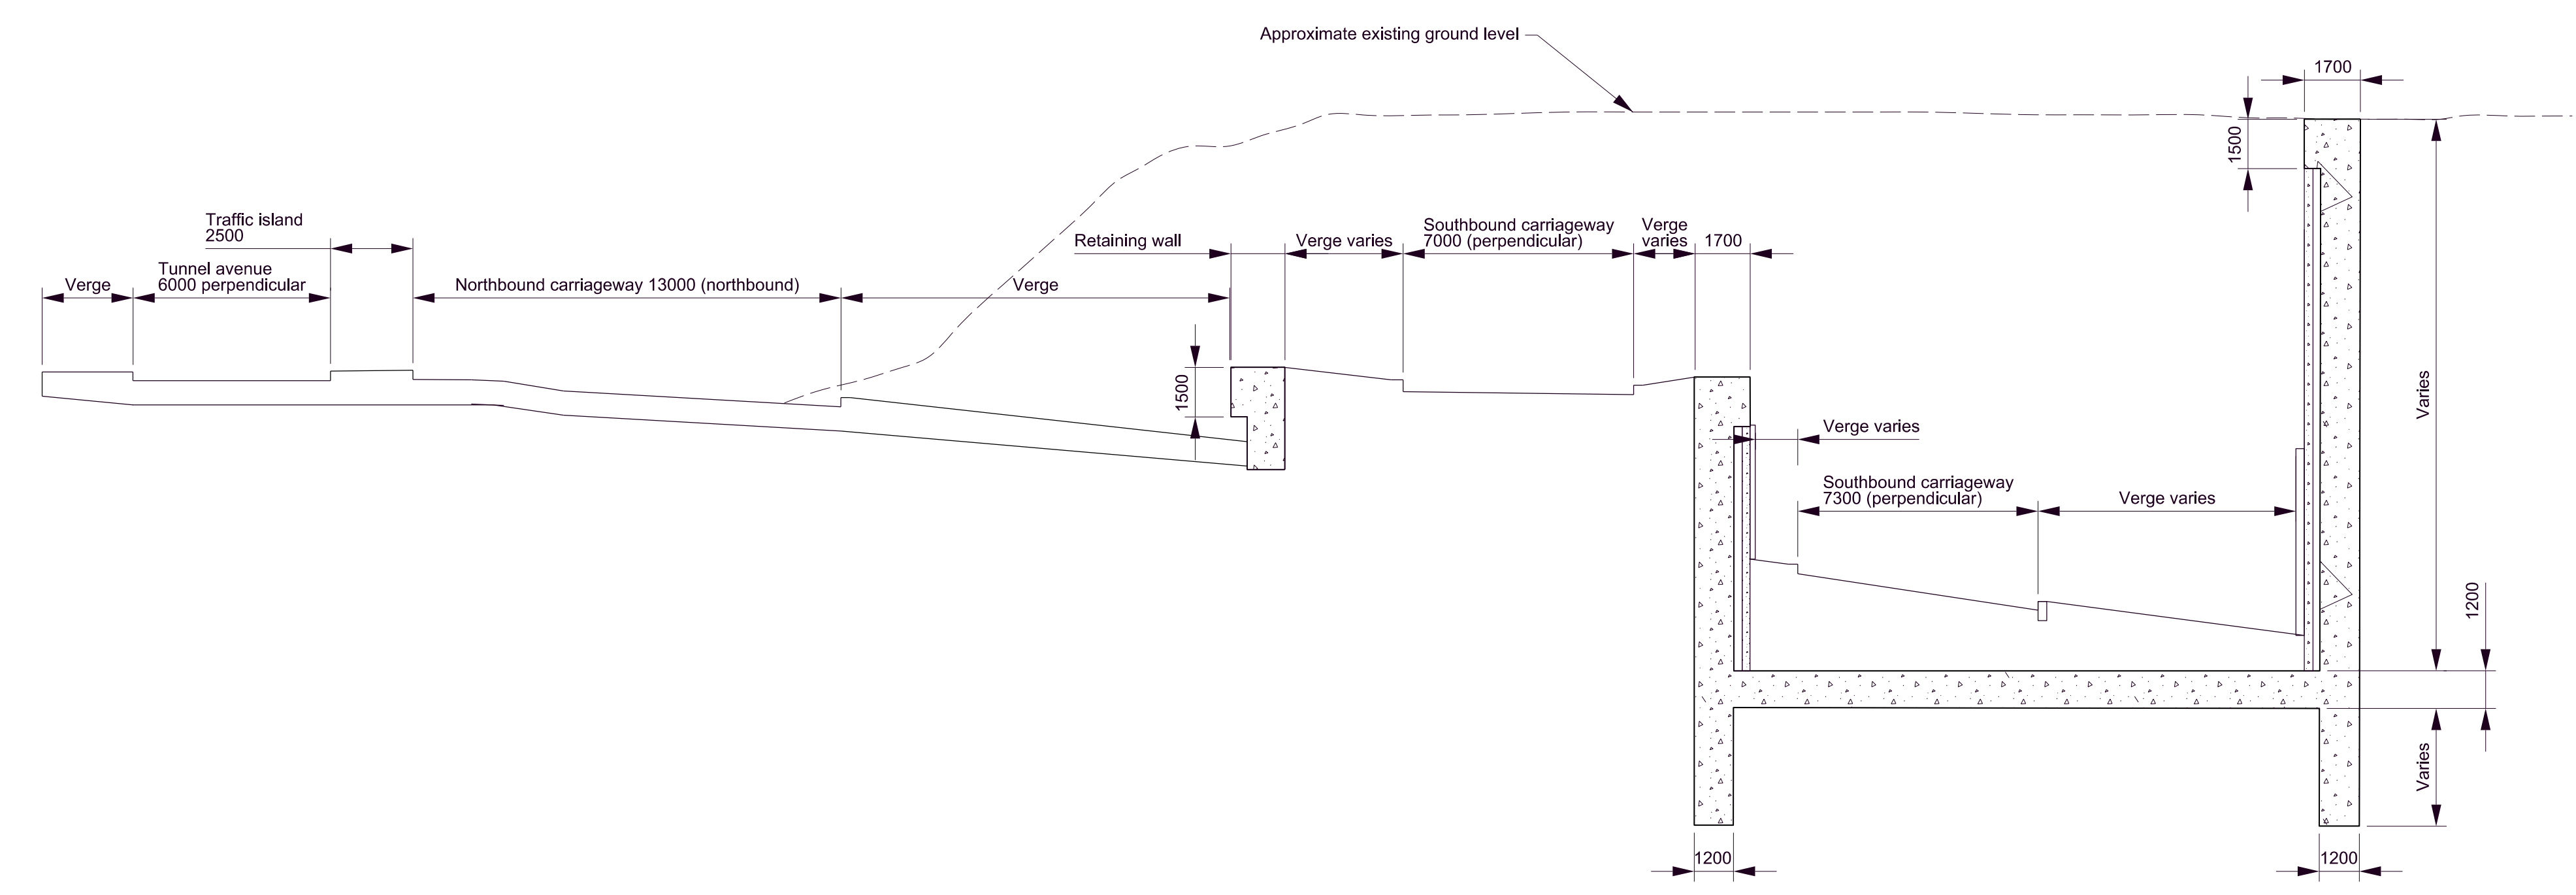 Approximate existing ground level
1700
1500
Traffic island
2500
Retaining wall
Verge varies
Southbound carriageway
7000 (perpendicular)
Verge
varies
1700
Verge
Tunnel avenue
6000 perpendicular
Northbound carriageway 13000 (northbound)
Verge
1500
Varies
Verge varies
Southbound carriageway
7300 (perpendicular)
Verge varies
1200
Varies
1200
1200